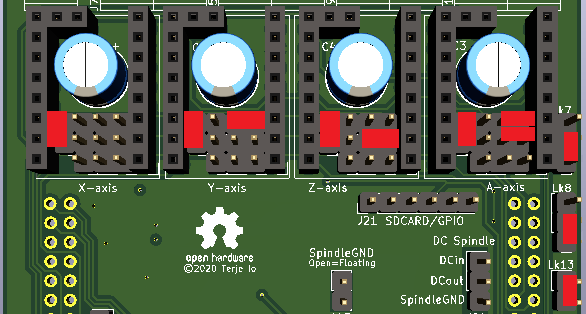 C4
C3
k7
X-axis
Y-axis
Z-axis
A-axis
Lk8
J21 SDCARD/GPIO
open hardware
©2020 Terje Io
SpindleGND
Open=Floating
DC Spindle
DCin
DCout
SpindleGND
Lk13